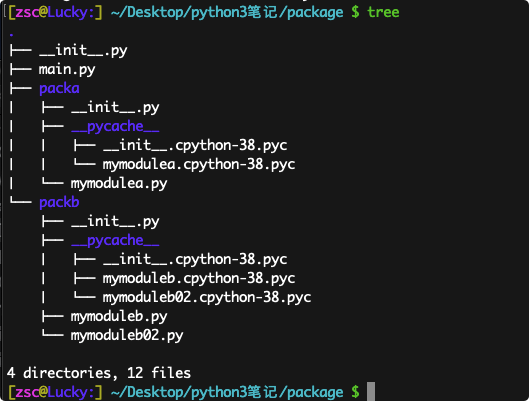 [zsc@Lucky:] ~/Desktop/python3笔记/package $ tree
.
├── __init__.py
├── main.py
├── packa
│   ├── __init__.py
│   ├── __pycache__
│   │   ├── __init__.cpython-38.pyc
│   │   └── mymodulea.cpython-38.pyc
│   └── mymodulea.py
└── packb
    ├── __init__.py
    ├── __pycache__
    │   ├── __init__.cpython-38.pyc
    │   ├── mymoduleb.cpython-38.pyc
    │   └── mymoduleb02.cpython-38.pyc
    ├── mymoduleb.py
    └── mymoduleb02.py
4 directories, 12 files
[zsc@Lucky:] ~/Desktop/python3笔记/package $